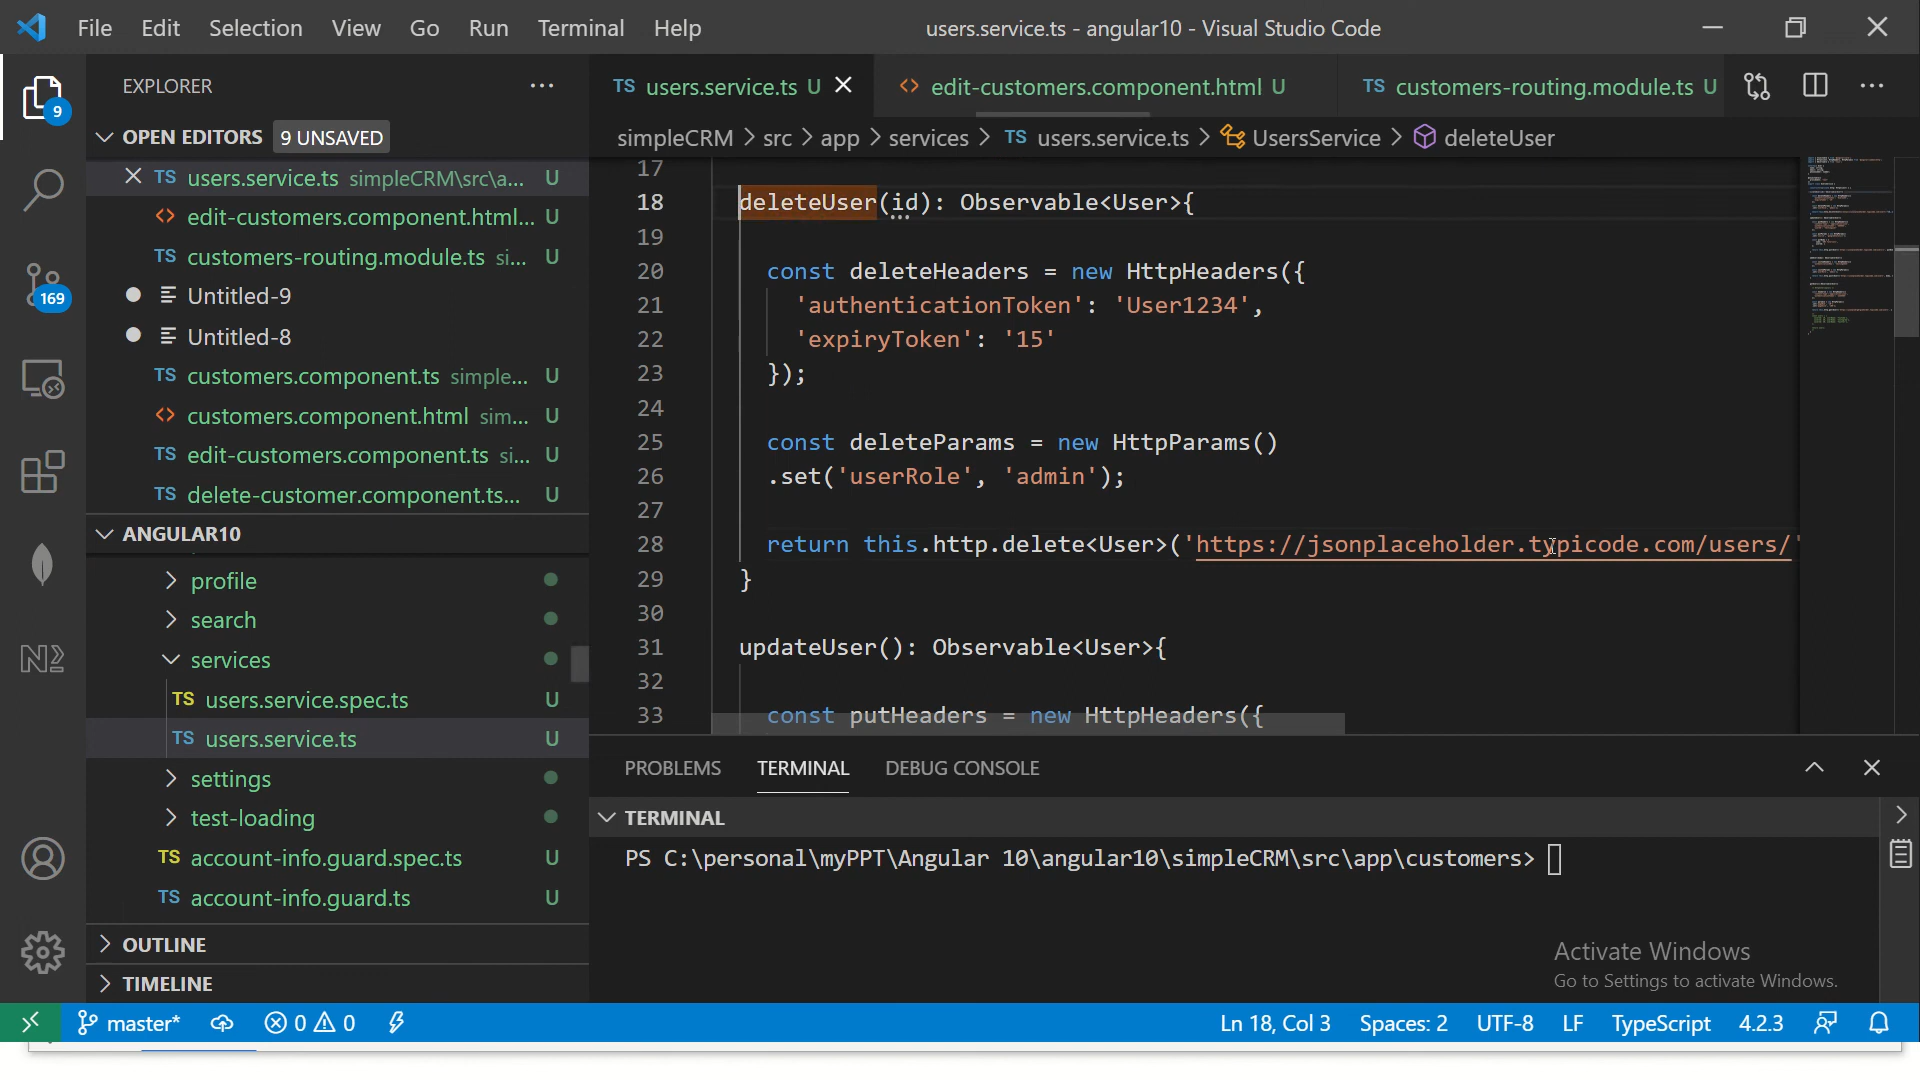 File Edit Selection View Go Run Terminal Help
users.service.ts - angular10 - Visual Studio Code
EXPLORER
OPEN EDITORS 9 UNSAVED
TS users.service.ts simpleCRM\src\a... U
<> edit-customers.component.html... U
TS customers-routing.module.ts si... U
Untitled-9
Untitled-8
TS customers.component.ts simple... U
<> customers.component.html sim... U
TS edit-customers.component.ts si... U
TS delete-customer.component.ts... U
ANGULAR10
profile
search
services
TS users.service.spec.ts U
TS users.service.ts U
settings
test-loading
TS account-info.guard.spec.ts U
TS account-info.guard.ts U
OUTLINE
TIMELINE
9
169
TS users.service.ts U
<> edit-customers.component.html U
TS customers-routing.module.ts U
simpleCRM > src > app > services > TS users.service.ts > UsersService > deleteUser
17
18 deleteUser(id): Observable<User>{
19
20 const deleteHeaders = new HttpHeaders({
21 'authenticationToken': 'User1234',
22 'expiryToken': '15'
23 });
24
25 const deleteParams = new HttpParams()
26 .set('userRole', 'admin');
27
28 return this.http.delete<User>('https://jsonplaceholder.typicode.com/users/'
29 }
30
31 updateUser(): Observable<User>{
32
33 const putHeaders = new HttpHeaders({
PROBLEMS TERMINAL DEBUG CONSOLE
TERMINAL
PS C:\personal\myPPT\Angular 10\angular10\simpleCRM\src\app\customers>
Activate Windows
Go to Settings to activate Windows.
master* 0 0 Ln 18, Col 3 Spaces: 2 UTF-8 LF TypeScript 4.2.3